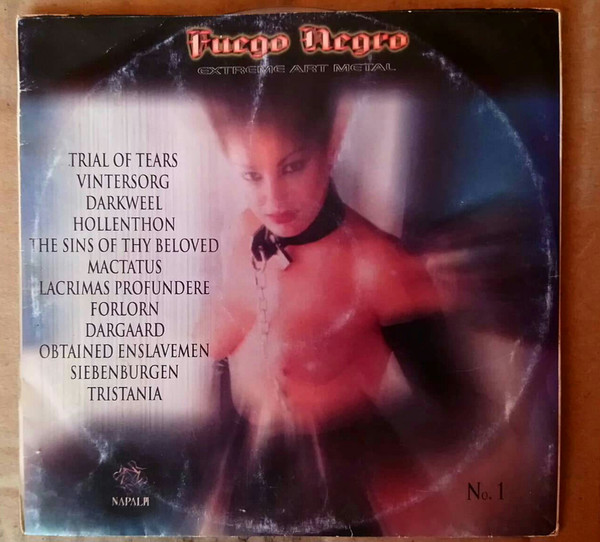 Fuego Negro
EXTREME ART METAL
TRIAL OF TEARS
VINTERSORG
DARKWEEL
HOLLENTHON
THE SINS OF THY BELOVED
MACTATUS
LACRIMAS PROFUNDERE
FORLORN
DARGAARD
OBTAINED ENSLAVEMEN
SIEBENBURGEN
TRISTANIA
NAPALM
No. 1